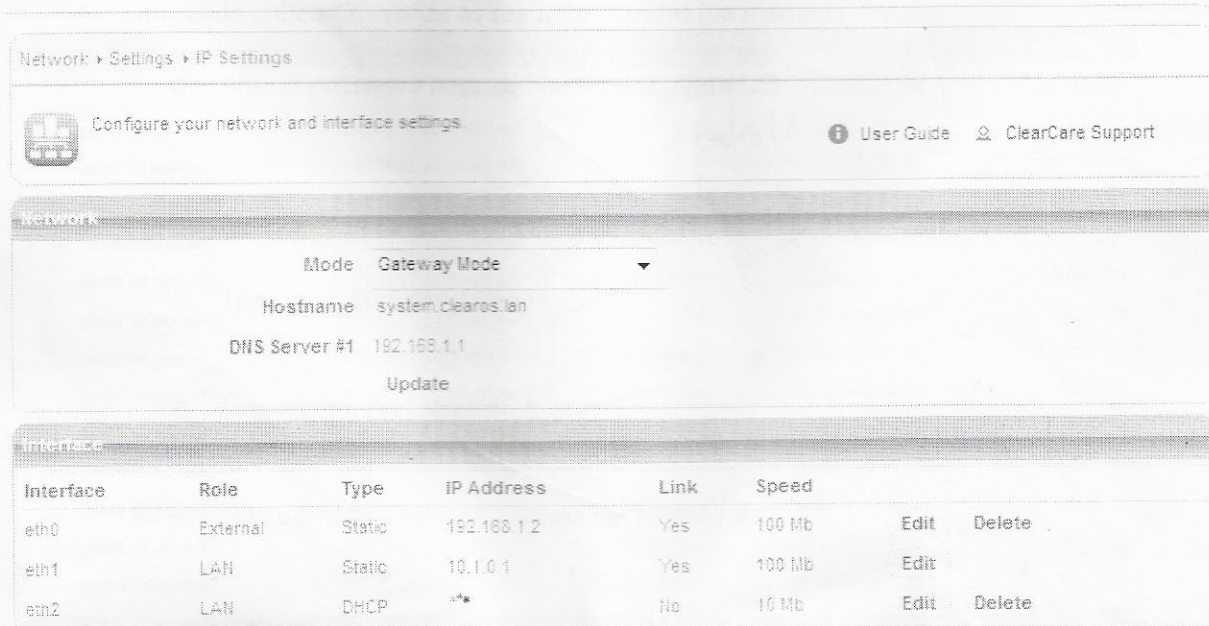 Network ▸ Settings ▸ IP Settings
Configure your network and interface settings.
User Guide ClearCare Support
Network
Mode Gateway Mode
Hostname system.clearos.lan
DNS Server #1 192.168.1.1
Update
Interface
Interface Role Type IP Address Link Speed
eth0 External Static 192.168.1.2 Yes 100 Mb Edit Delete
eth1 LAN Static 10.1.0.1 Yes 100 Mb Edit
eth2 LAN DHCP *** No 10 Mb Edit Delete